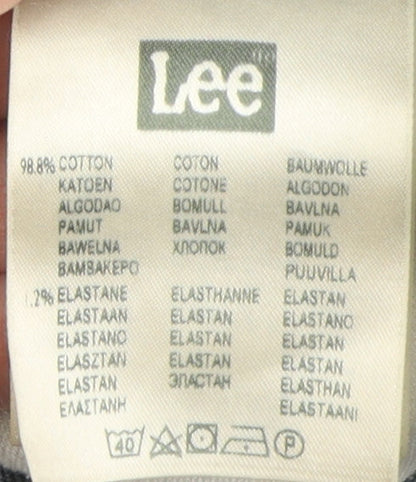 Lee
98.8% COTTON COTON BAUMWOLLE
KATOEN COTONE ALGODON
ALGODAO BOMULL BAVLNA
PAMUT BAVLNA PAMUK
BAWELNA ХЛОПОК BOMULD
ΒΑΜΒΑΚΕΡΟ PUUVILLA
1.2% ELASTANE ELASTHANNE ELASTAN
ELASTAAN ELASTAN ELASTANO
ELASTANO ELASTAN ELASTAN
ELASZTAN ELASTAN ELASTAN
ELASTAN ЭЛАСТАН ELASTHAN
ΕΛΑΣΤΑΝΗ ELASTAANI
40 P